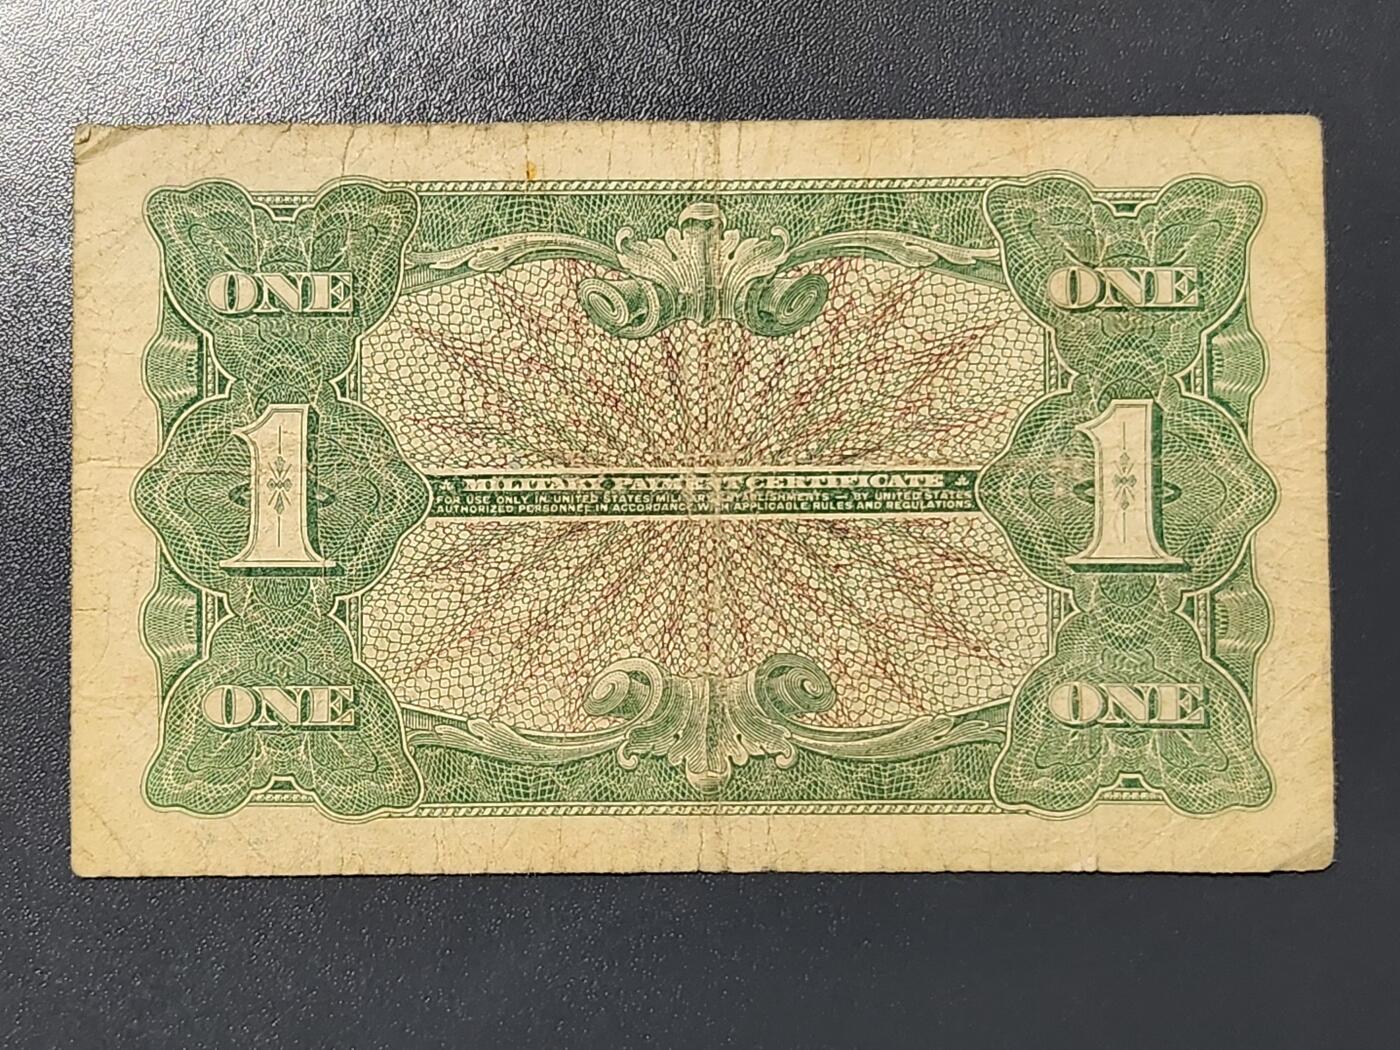 ONE ONE
1 1
MILITARY PAYMENT CERTIFICATE
FOR USE ONLY IN UNITED STATES MILITARY ESTABLISHMENTS — BY UNITED STATES
AUTHORIZED PERSONNEL IN ACCORDANCE WITH APPLICABLE RULES AND REGULATIONS.
ONE ONE